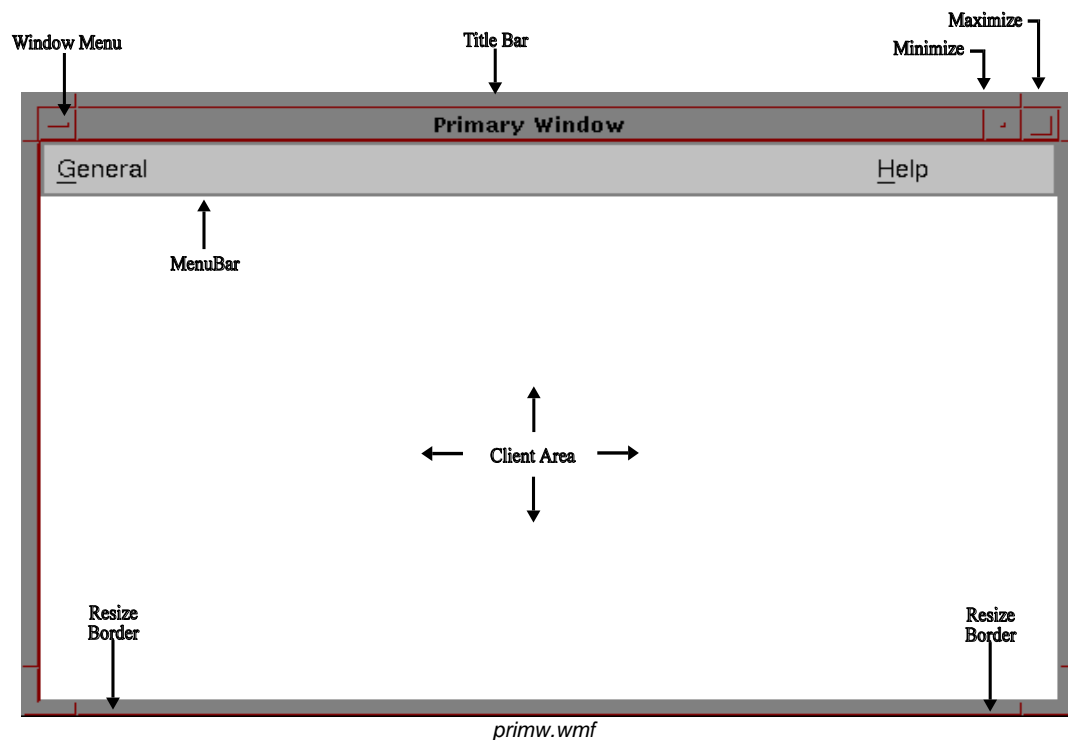 Maximize
Window Menu
Title Bar
Minimize
Primary Window
General
Help
MenuBar
Client Area
Resize
Border
Resize
Border
primw.wmf